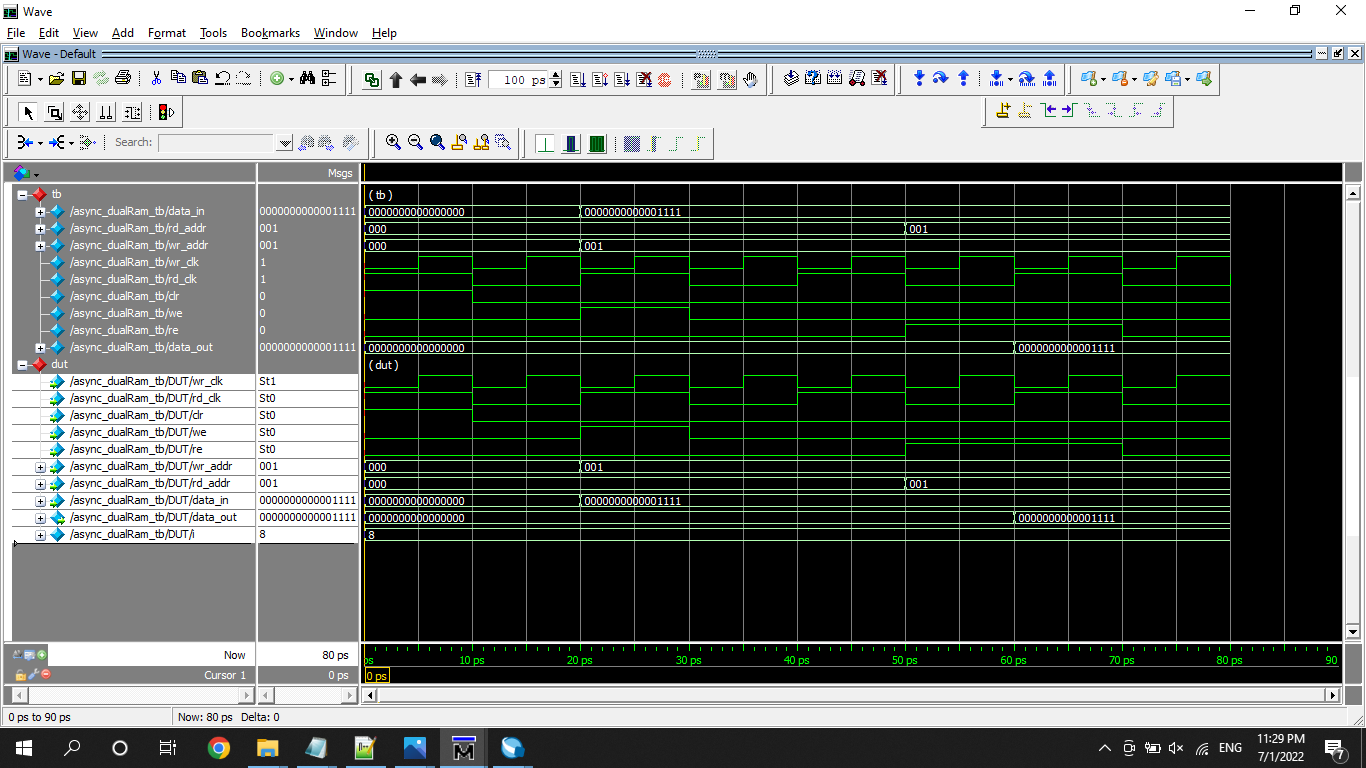 Wave
File Edit View Add Format Tools Bookmarks Window Help
Wave - Default
100 ps
Search:
Msgs
tb (tb)
/async_dualRam_tb/data_in 0000000000001111 0000000000000000 0000000000001111
/async_dualRam_tb/rd_addr 001 000 001
/async_dualRam_tb/wr_addr 001 000 001
/async_dualRam_tb/wr_clk 1
/async_dualRam_tb/rd_clk 1
/async_dualRam_tb/clr 0
/async_dualRam_tb/we 0
/async_dualRam_tb/re 0
/async_dualRam_tb/data_out 0000000000001111 0000000000000000 0000000000001111
dut (dut)
/async_dualRam_tb/DUT/wr_clk St1
/async_dualRam_tb/DUT/rd_clk St0
/async_dualRam_tb/DUT/clr St0
/async_dualRam_tb/DUT/we St0
/async_dualRam_tb/DUT/re St0
/async_dualRam_tb/DUT/wr_addr 001 000 001
/async_dualRam_tb/DUT/rd_addr 001 000 001
/async_dualRam_tb/DUT/data_in 0000000000001111 0000000000000000 0000000000001111
/async_dualRam_tb/DUT/data_out 0000000000001111 0000000000000000 0000000000001111
/async_dualRam_tb/DUT/i 8 8
Now 80 ps ps 10 ps 20 ps 30 ps 40 ps 50 ps 60 ps 70 ps 80 ps 90
Cursor 1 0 ps 0 ps
0 ps to 90 ps Now: 80 ps Delta: 0
ENG 11:29 PM
7/1/2022 7